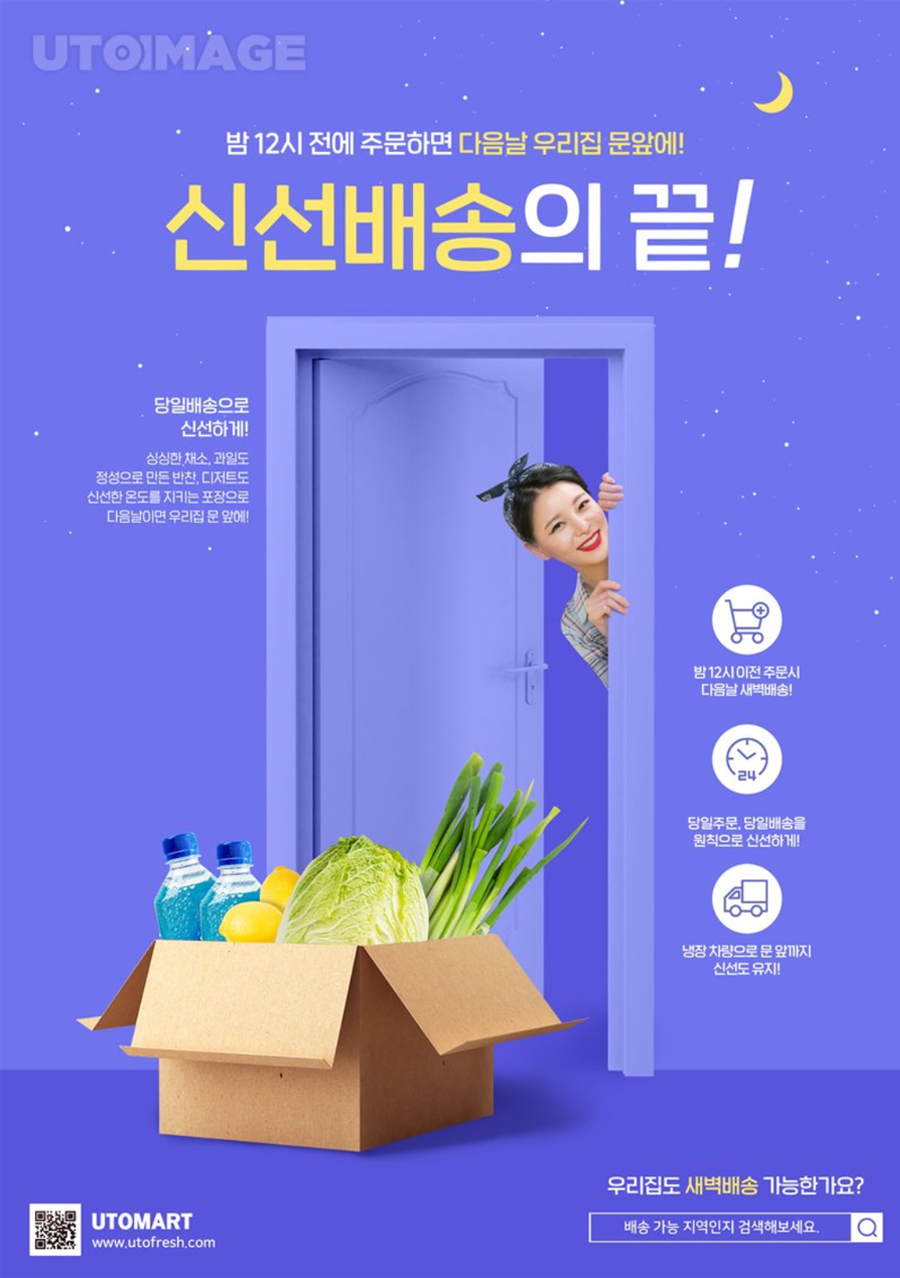 UTOIMAGE
밤 12시 전에 주문하면 다음날 우리집 문앞에!
신선배송의 끝!
당일배송으로
신선하게!
싱싱한 채소, 과일도
정성으로 만든 반찬, 디저트도
신선한 온도를 지키는 포장으로
다음날이면 우리집 문 앞에!
밤 12시 이전 주문시
다음날 새벽배송!
24
당일주문, 당일배송을
원칙으로 신선하게!
냉장 차량으로 문 앞까지
신선도 유지!
우리집도 새벽배송 가능한가요?
배송 가능 지역인지 검색해보세요.
UTOMART
www.utofresh.com